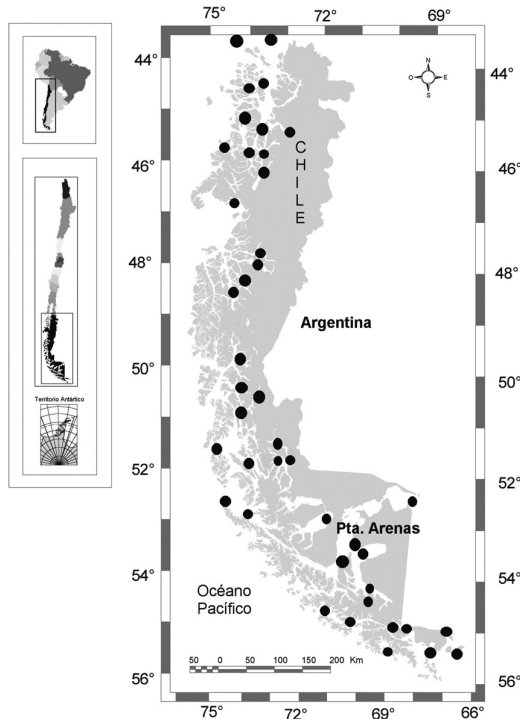 75°
72°
69°
44°
44°
N
O
E
S
46°
46°
CHILE
48°
48°
Argentina
50°
50°
Territorio Antártico
52°
52°
Pta. Arenas
54°
54°
Océano
Pacífico
50 0 50 100 150 200 Km
56°
56°
75°
72°
69°
66°